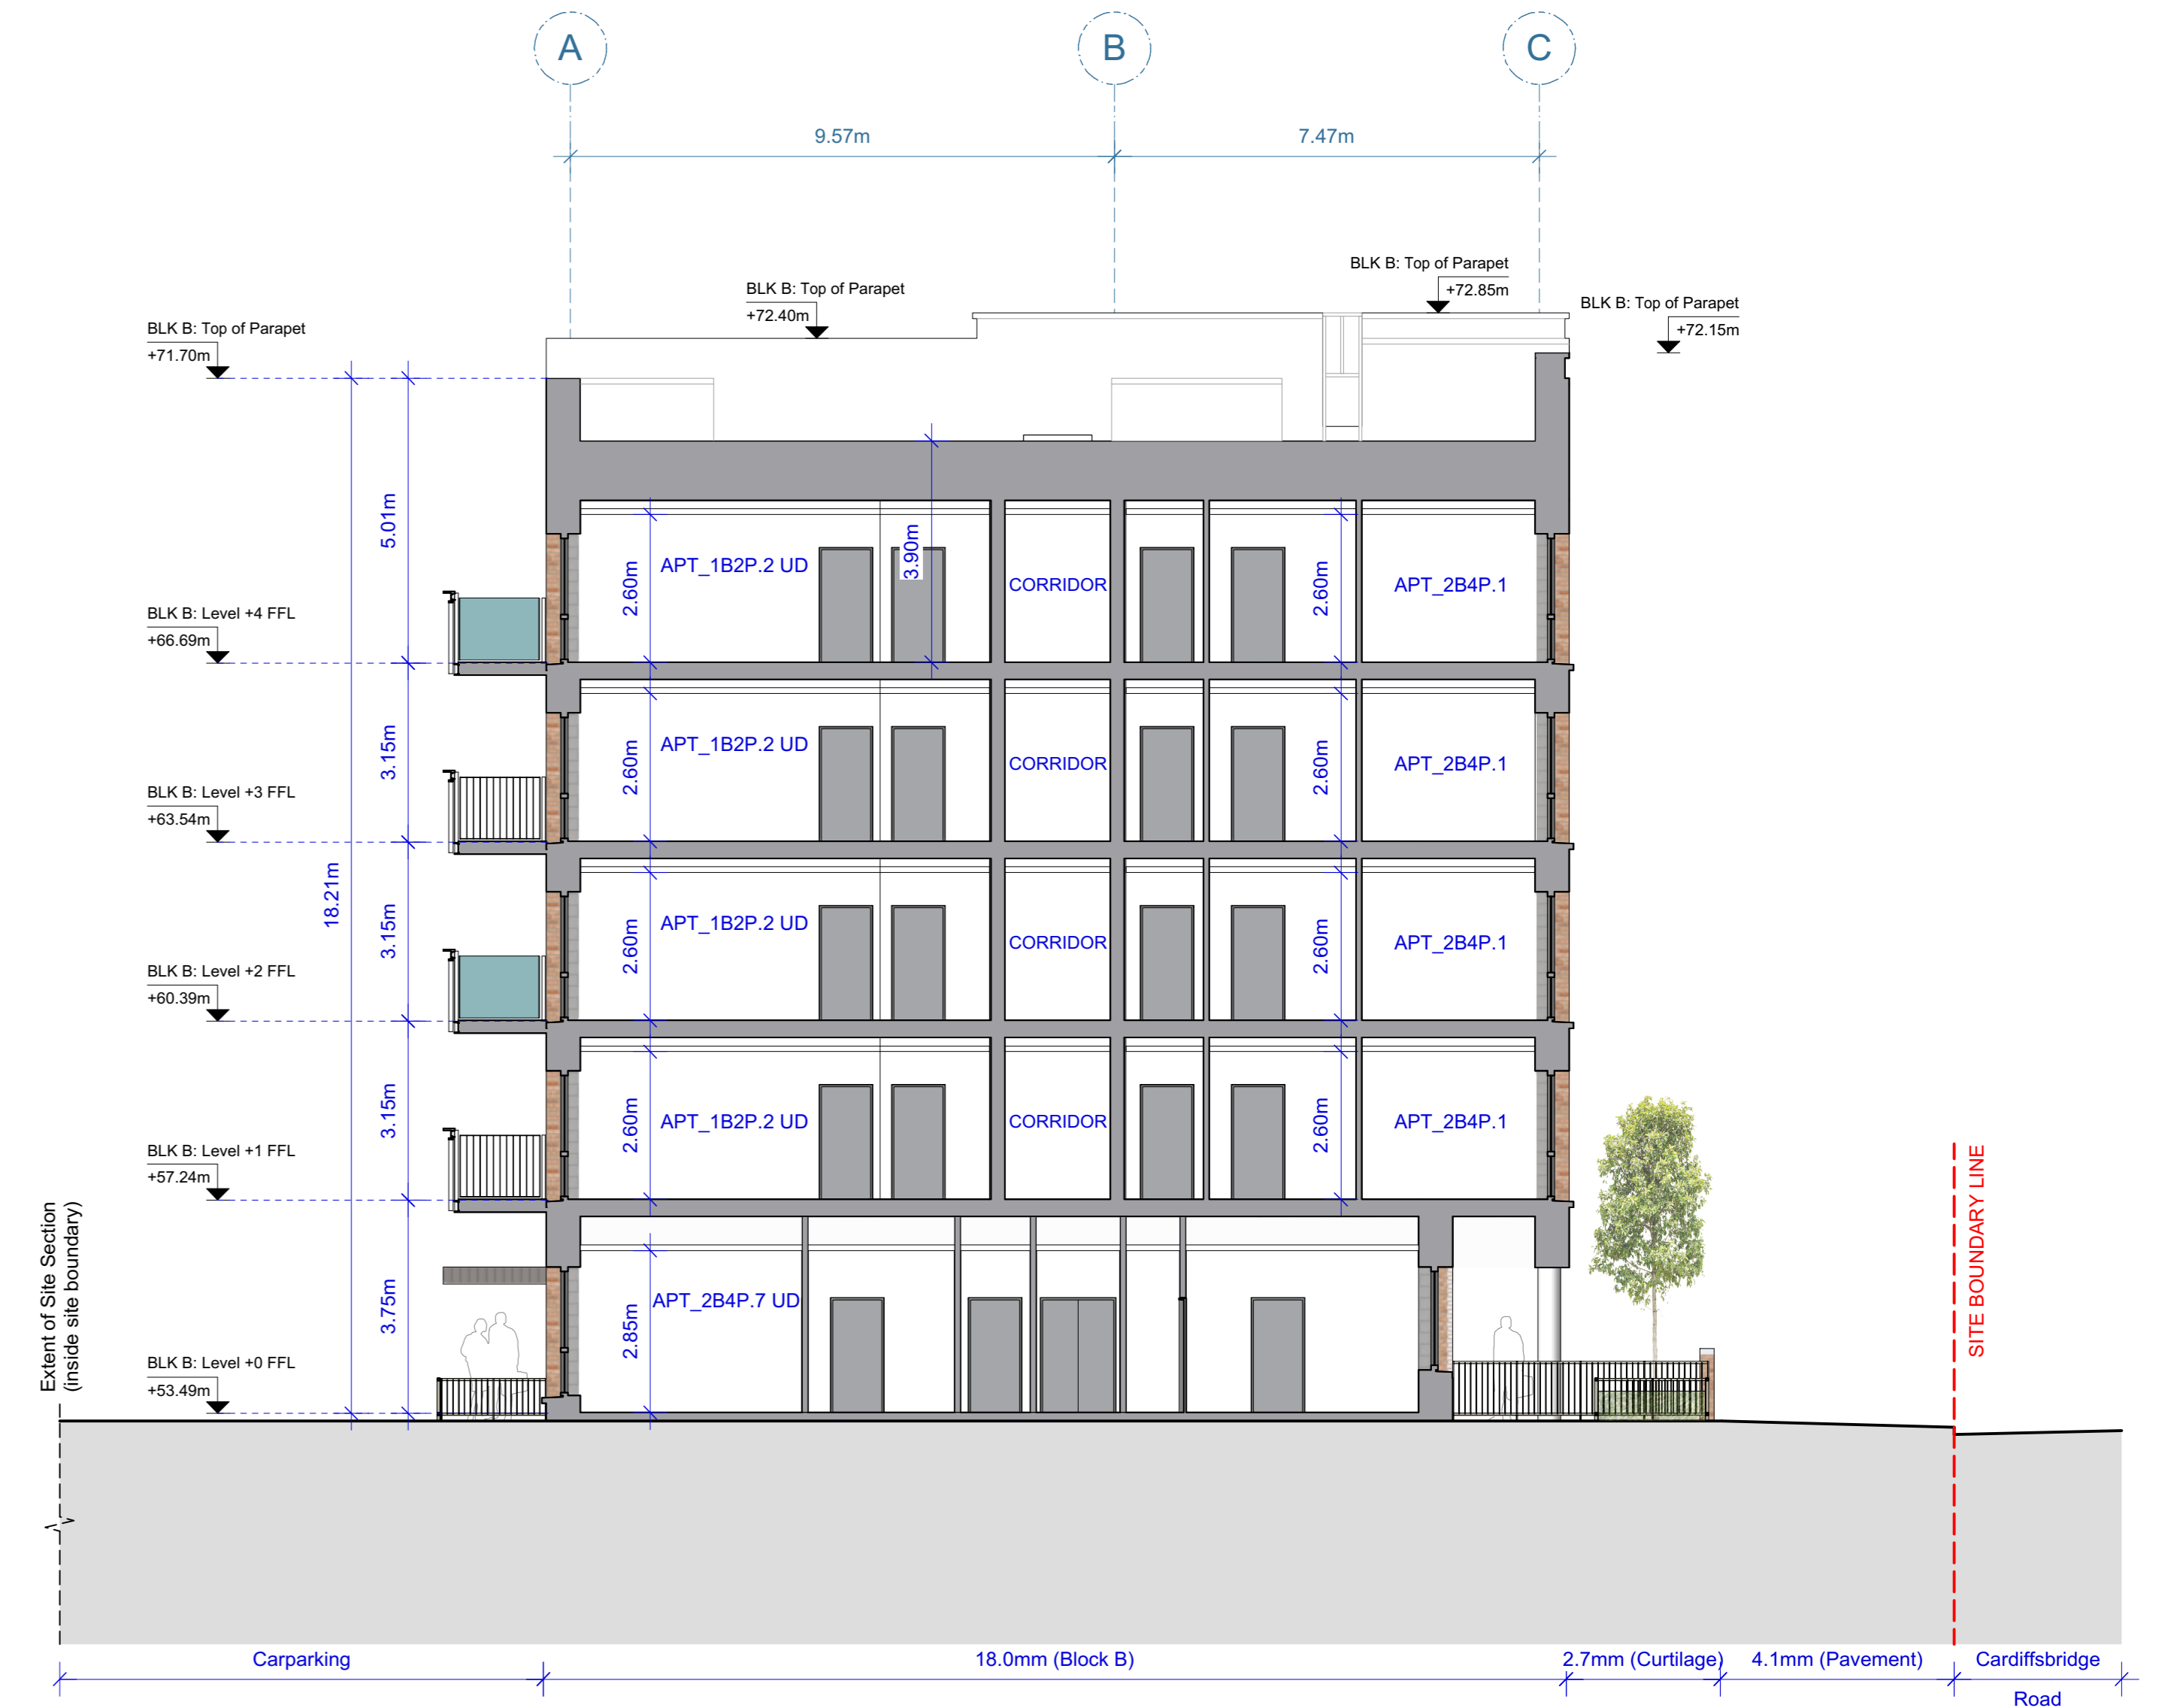 A
B
C
9.57m
7.47m
BLK B: Top of Parapet
+72.85m
BLK B: Top of Parapet
+72.40m
BLK B: Top of Parapet
+72.15m
BLK B: Top of Parapet
+71.70m
5.01m
3.90m
2.60m
APT_1B2P.2 UD
CORRIDOR
2.60m
APT_2B4P.1
BLK B: Level +4 FFL
+66.69m
3.15m
2.60m
APT_1B2P.2 UD
CORRIDOR
2.60m
APT_2B4P.1
BLK B: Level +3 FFL
+63.54m
18.21m
3.15m
2.60m
APT_1B2P.2 UD
CORRIDOR
2.60m
APT_2B4P.1
BLK B: Level +2 FFL
+60.39m
3.15m
2.60m
APT_1B2P.2 UD
CORRIDOR
2.60m
APT_2B4P.1
BLK B: Level +1 FFL
+57.24m
Extent of Site Section
(inside site boundary)
SITE BOUNDARY LINE
3.75m
2.85m
APT_2B4P.7 UD
BLK B: Level +0 FFL
+53.49m
Carparking
18.0mm (Block B)
2.7mm (Curtilage)
4.1mm (Pavement)
Cardiffsbridge
Road